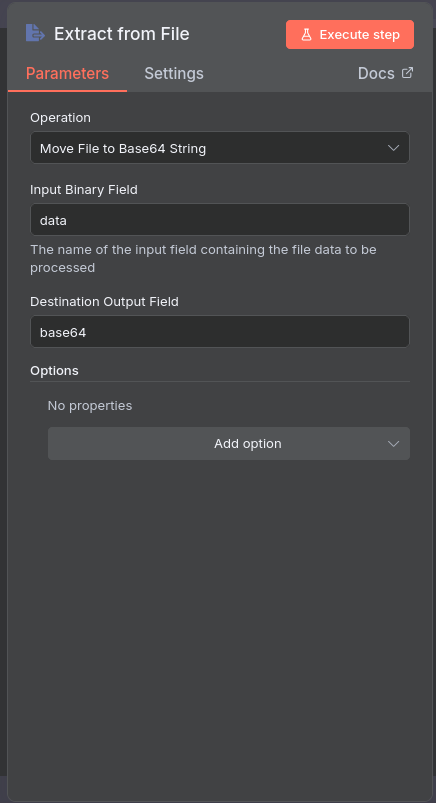 Extract from File
Execute step
Parameters
Settings
Docs
Operation
Move File to Base64 String
Input Binary Field
data
The name of the input field containing the file data to be
processed
Destination Output Field
base64
Options
No properties
Add option